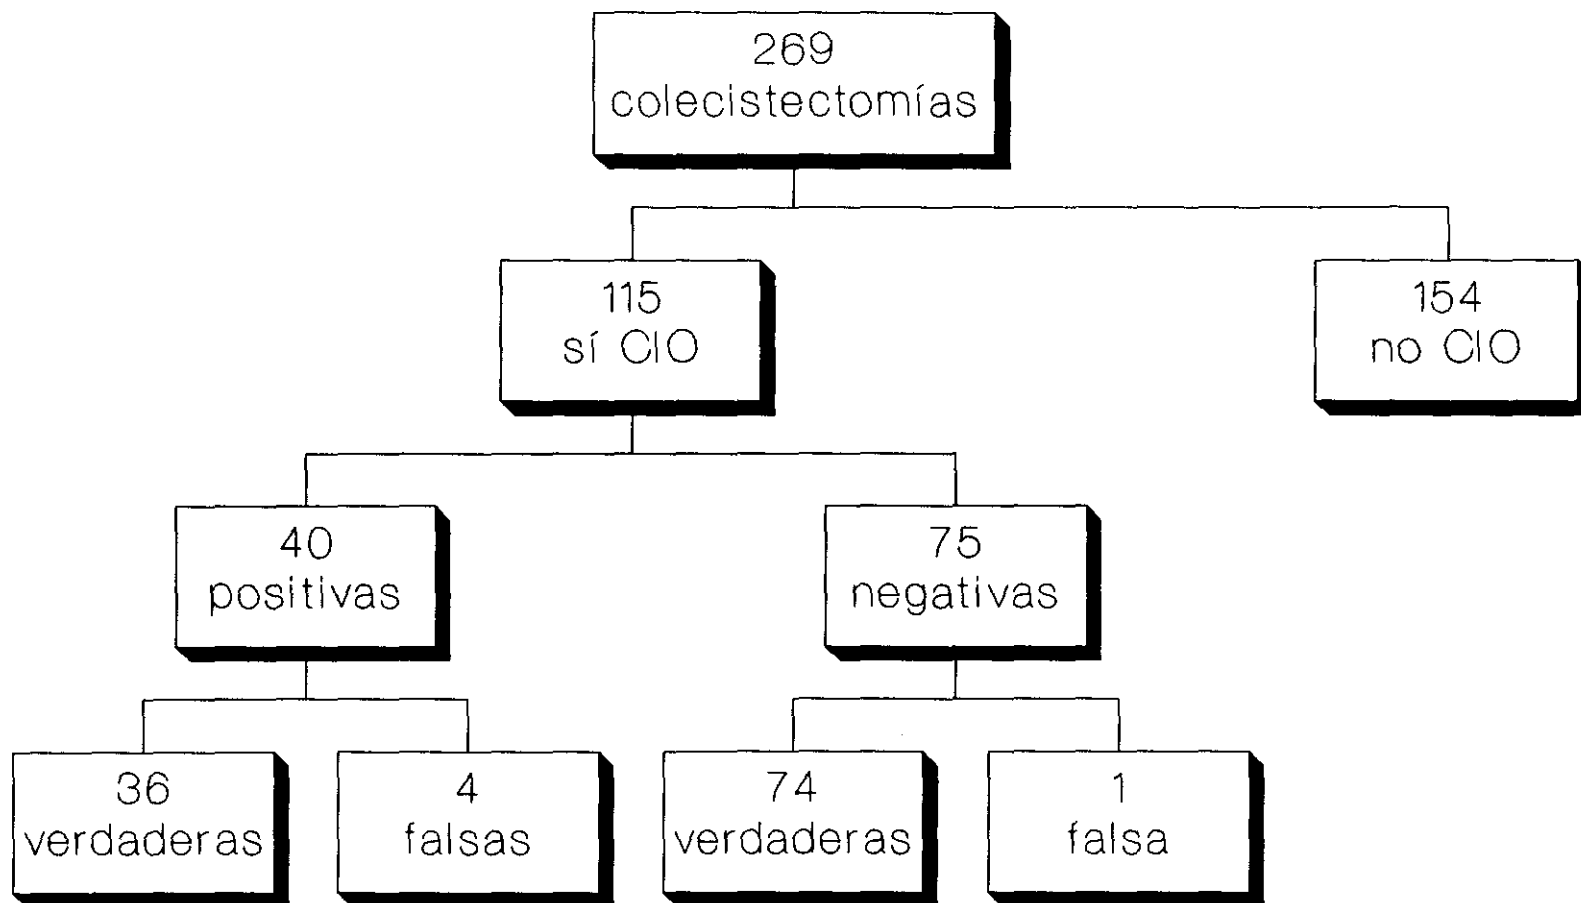 269
colecistectomías
115
sí CIO
154
no CIO
40
positivas
75
negativas
36
verdaderas
4
falsas
74
verdaderas
1
falsa